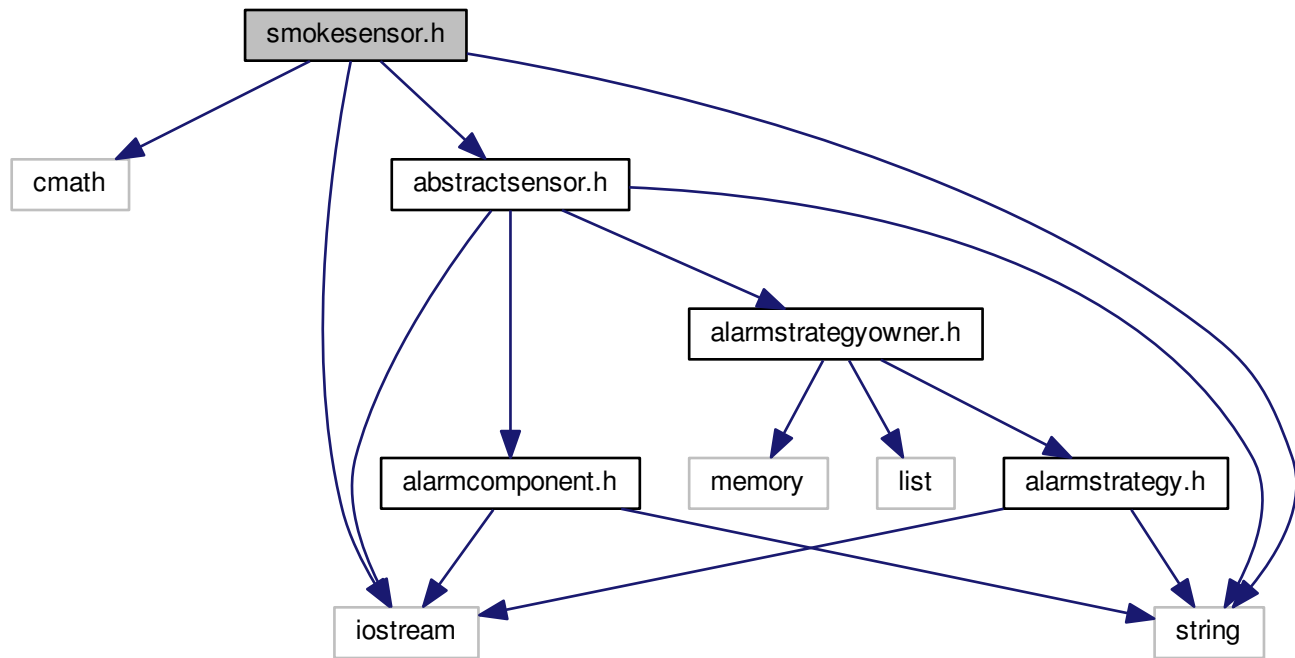 smokesensor.h
cmath
abstractsensor.h
alarmstrategyowner.h
alarmcomponent.h
memory
list
alarmstrategy.h
iostream
string